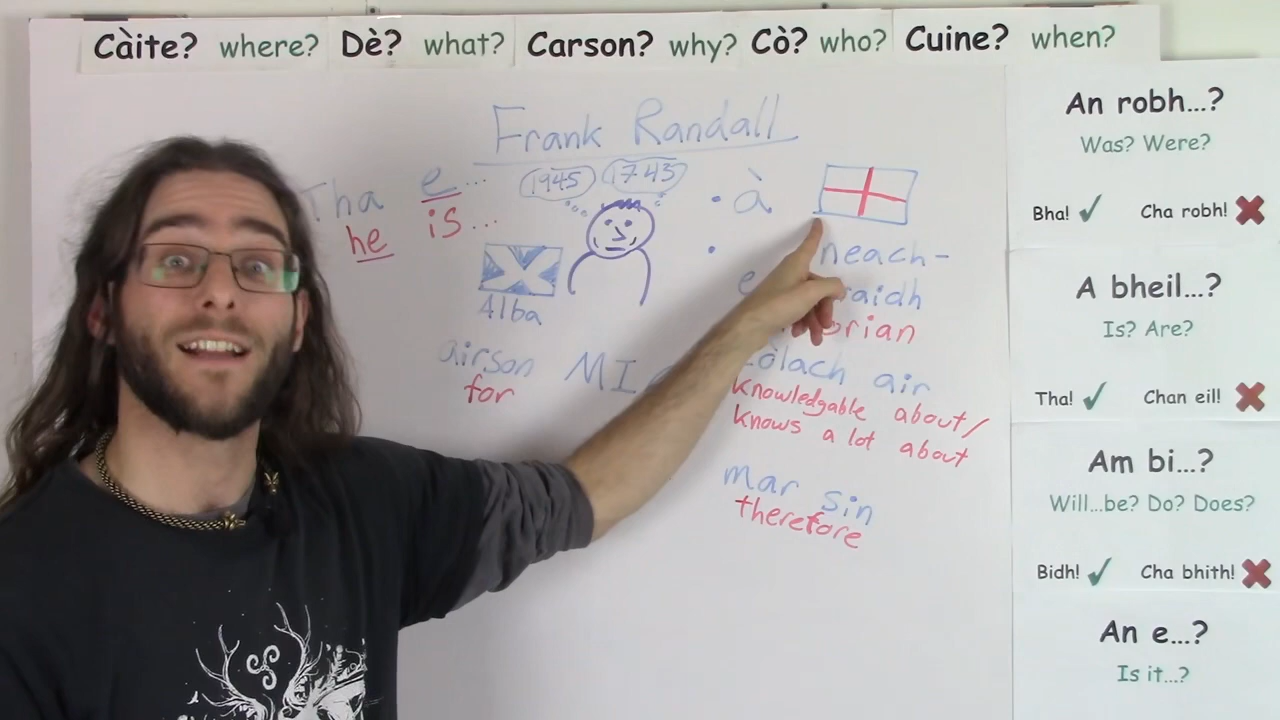 Càite? where? Dè? what? Carson? why? Cò? who? Cuine? when?
Frank Randall
Tha e...
he is...
1945
1743
Alba
airson MI
for
• à
•
neach-
e raidh
orian
eòlach air
knowledgable about/
knows a lot about
mar sin
therefore
An robh...?
Was? Were?
Bha! ✓ Cha robh! ✗
A bheil...?
Is? Are?
Tha! ✓ Chan eil! ✗
Am bi...?
Will...be? Do? Does?
Bidh! ✓ Cha bhith! ✗
An e...?
Is it...?